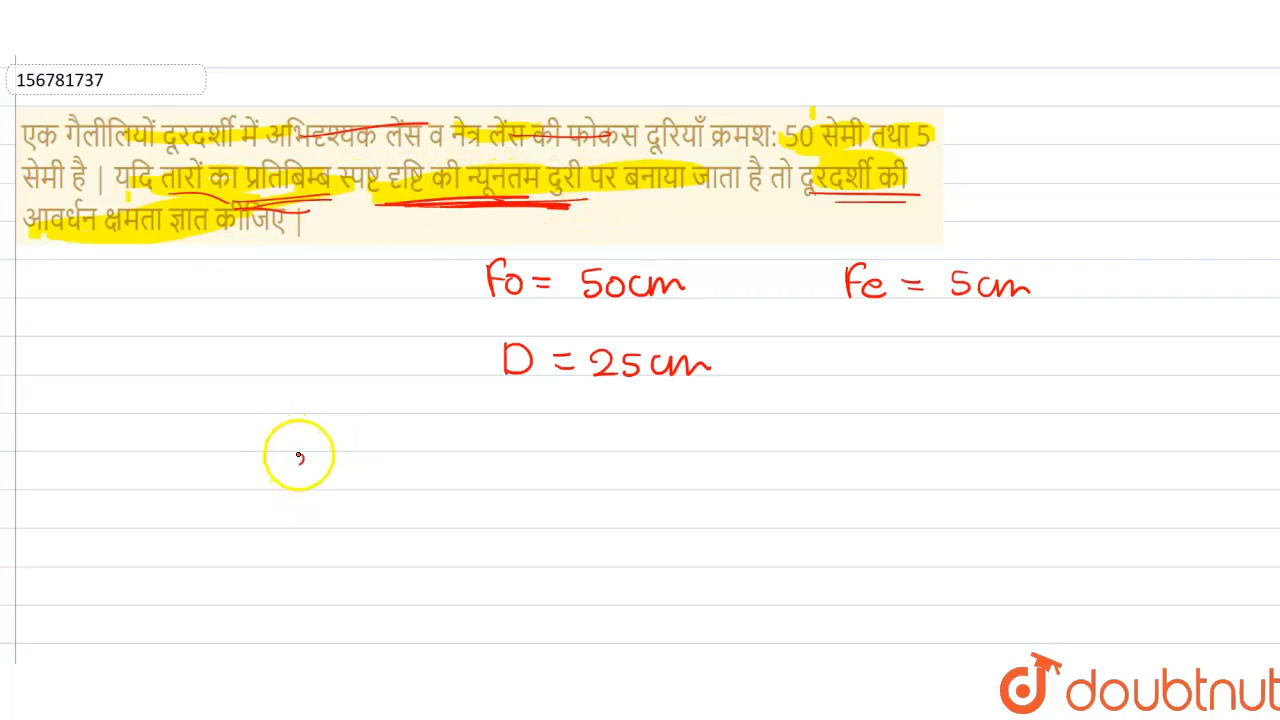 156781737
एक गैलीलियों दूरदर्शी में अभिदृश्यक लेंस व नेत्र लेंस की फोकस दूरियाँ क्रमश: 50 सेमी तथा 5
सेमी है | यदि तारों का प्रतिबिम्ब स्पष्ट दृष्टि की न्यूनतम दुरी पर बनाया जाता है तो दूरदर्शी की
आवर्धन क्षमता ज्ञात कीजिए |
Fo = 50cm Fe = 5cm
D = 25cm
doubtnut